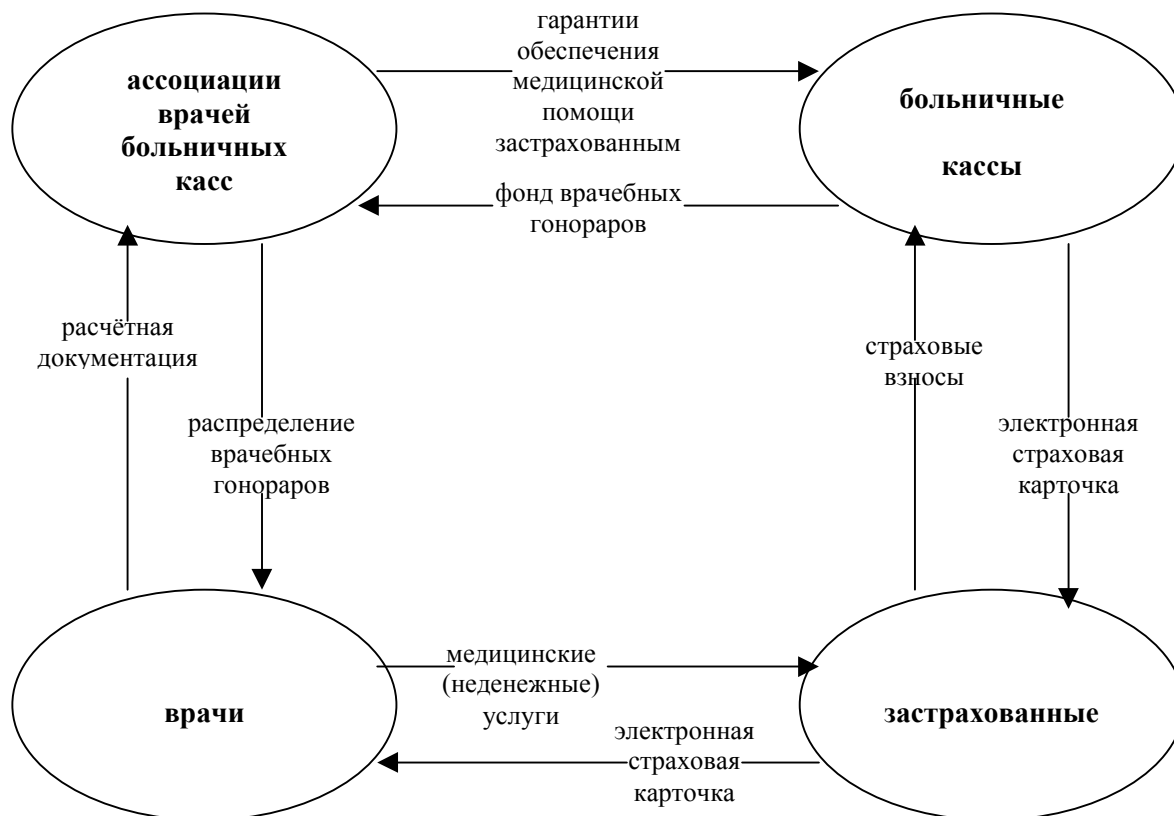 гарантии
обеспечения
медицинской
помощи
застрахованным
ассоциации
врачей
больничных
касс
больничные
кассы
фонд врачебных
гонораров
расчётная
документация
страховые
взносы
распределение
врачебных
гонораров
электронная
страховая
карточка
медицинские
(неденежные)
услуги
врачи
застрахованные
электронная
страховая
карточка